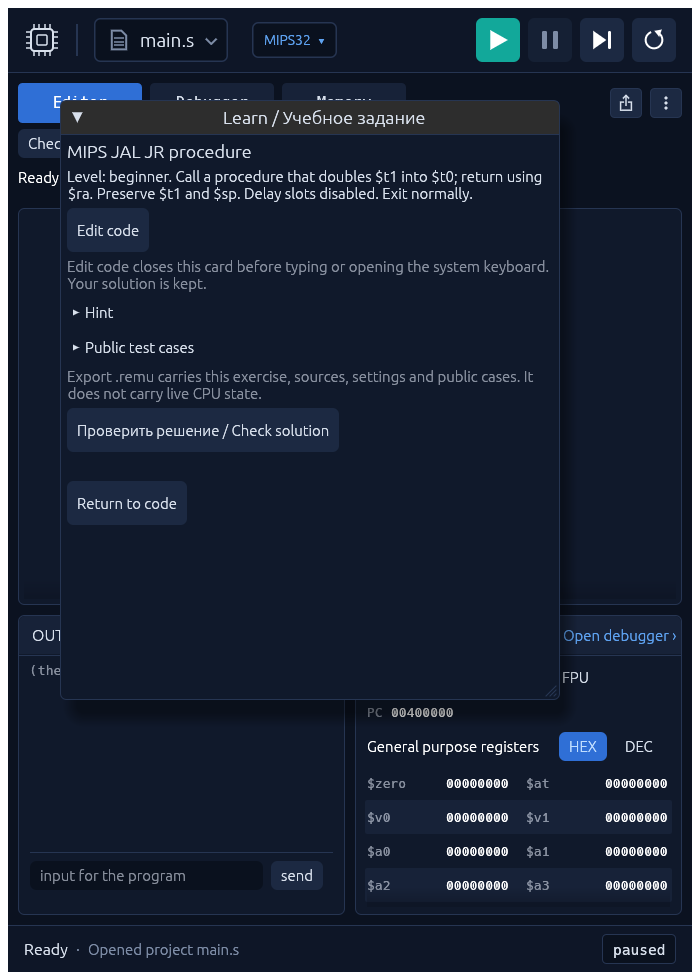 main.s
MIPS32
Learn / Учебное задание
Chec
Ready
MIPS JAL JR procedure
Level: beginner. Call a procedure that doubles $t1 into $t0; return using
$ra. Preserve $t1 and $sp. Delay slots disabled. Exit normally.
Edit code
Edit code closes this card before typing or opening the system keyboard.
Your solution is kept.
Hint
Public test cases
Export .remu carries this exercise, sources, settings and public cases. It
does not carry live CPU state.
Проверить решение / Check solution
Return to code
OUT
Open debugger ›
(the
FPU
PC 00400000
General purpose registers HEX DEC
$zero 00000000 $at 00000000
$v0 00000000 $v1 00000000
$a0 00000000 $a1 00000000
$a2 00000000 $a3 00000000
input for the program send
Ready · Opened project main.s
paused